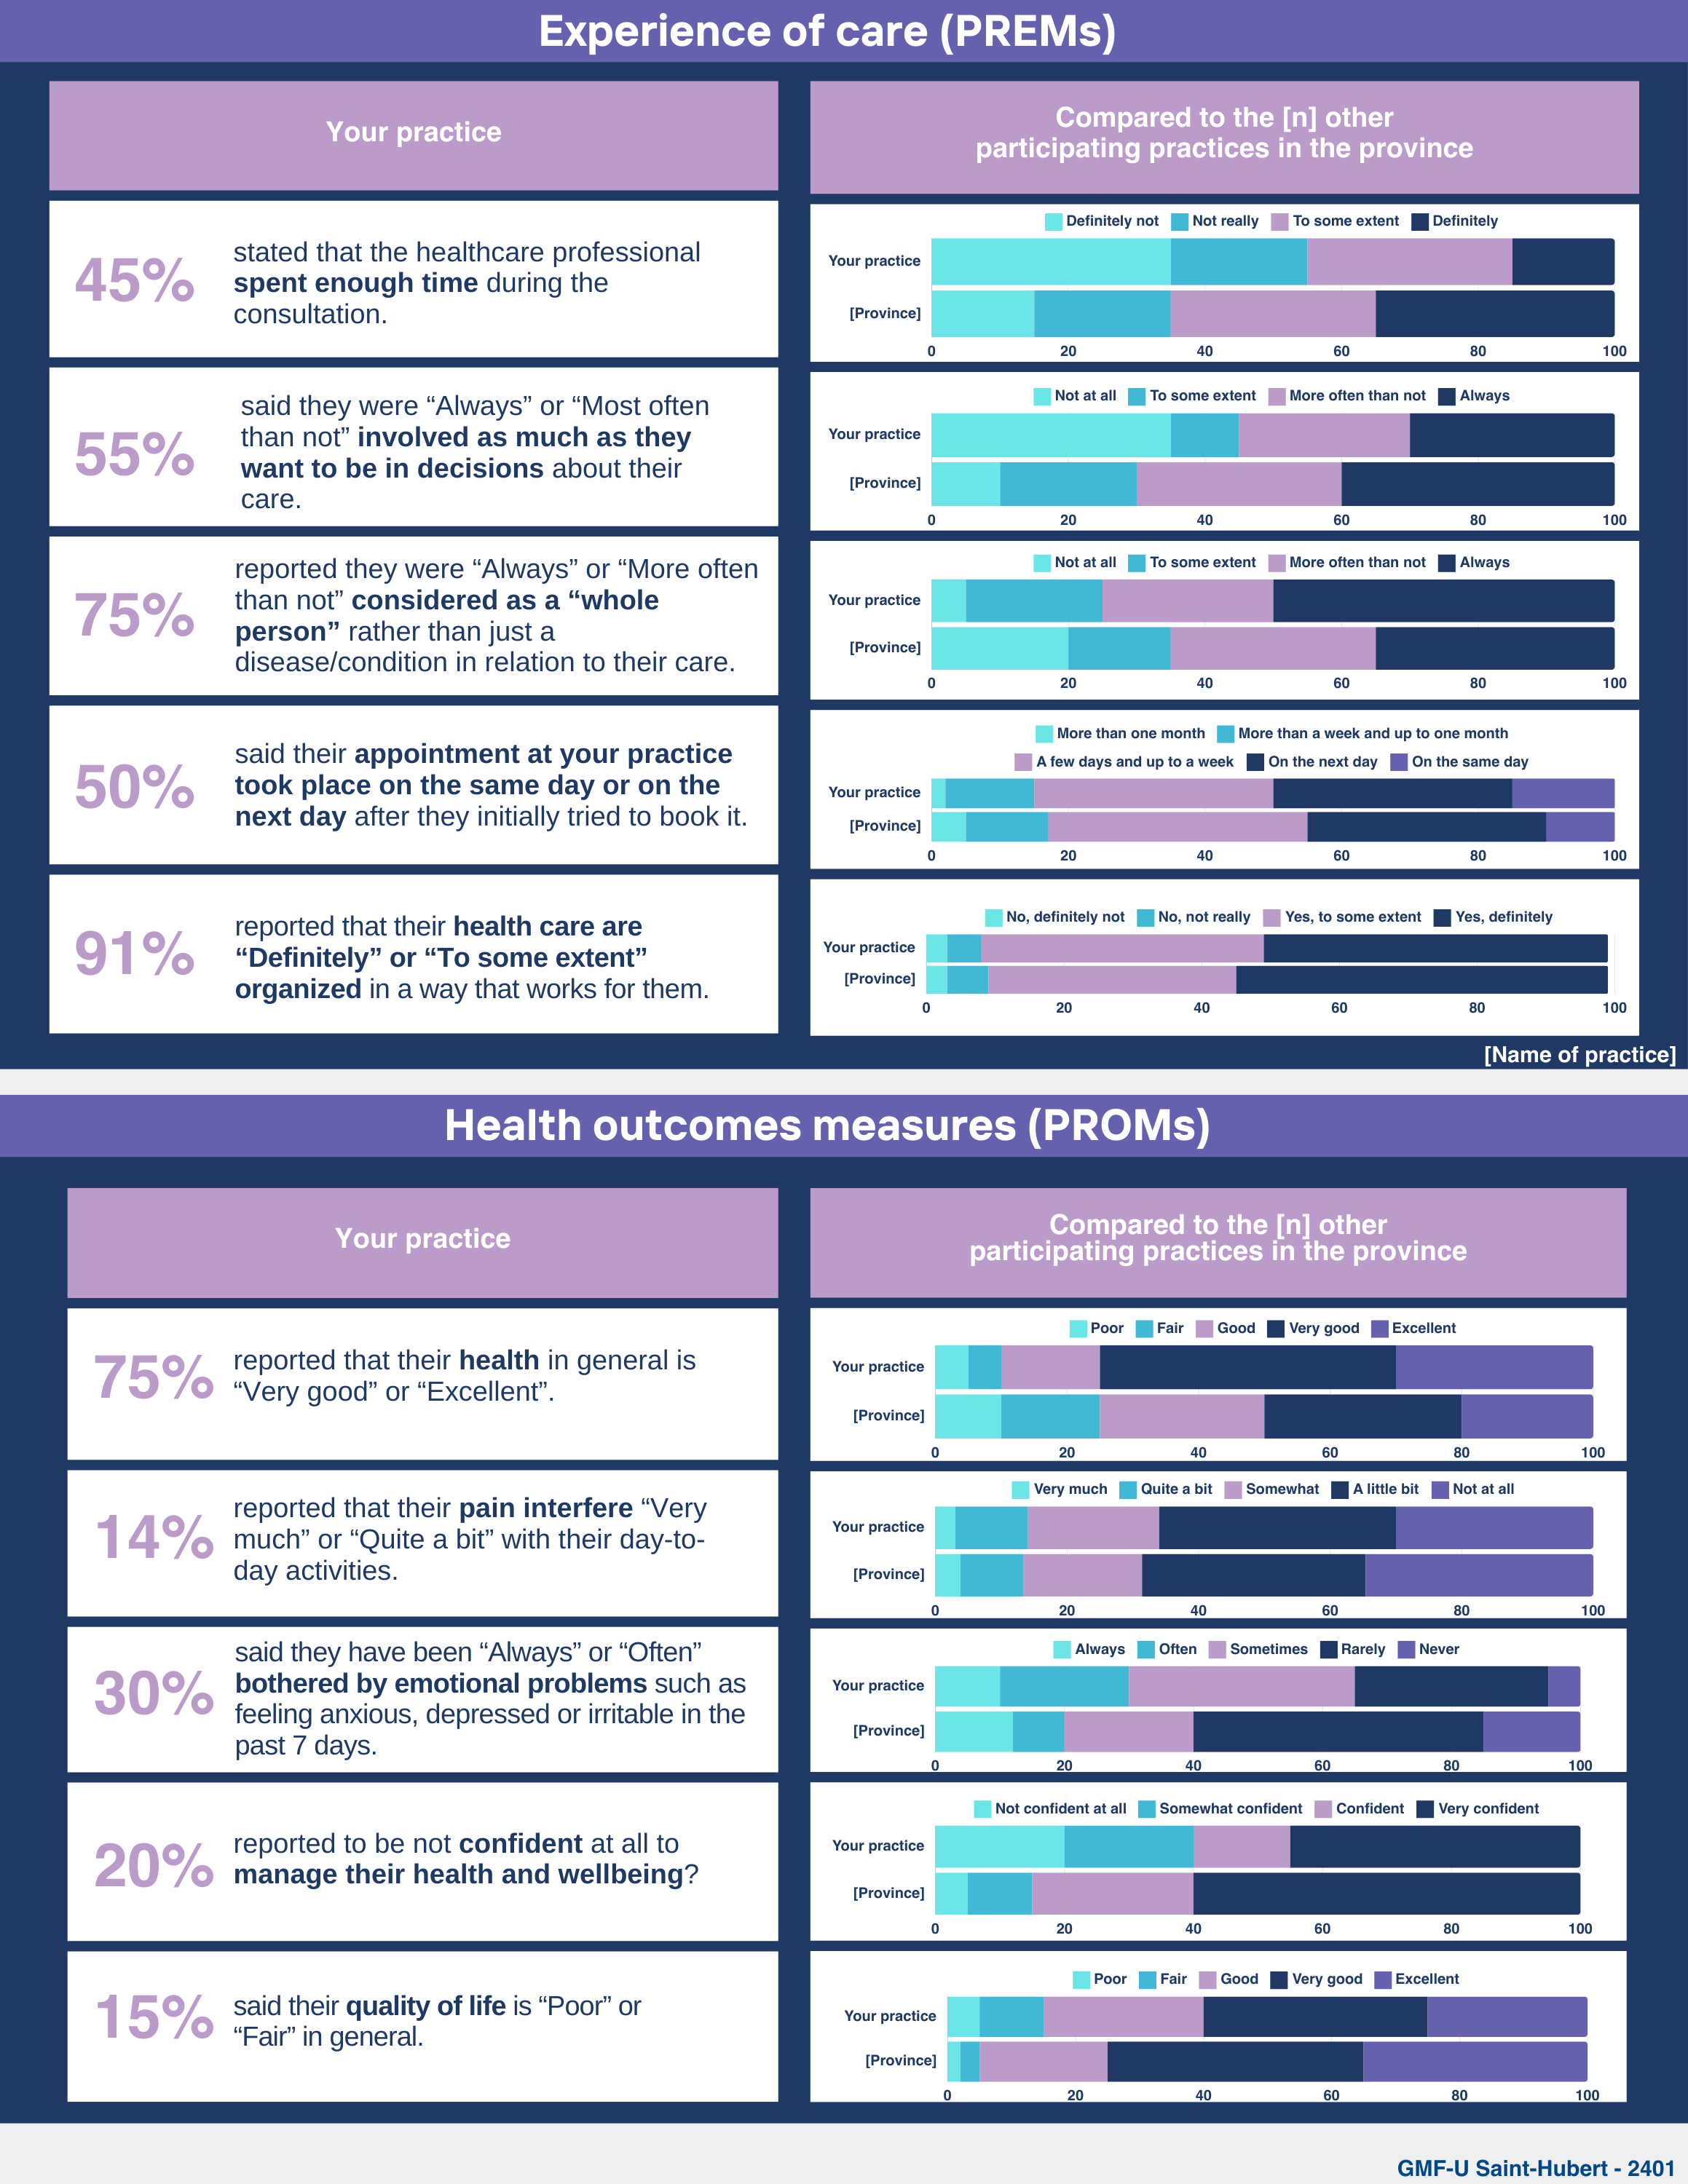 Experience of care (PREMs)
Your practice
Compared to the [n] other
participating practices in the province
45%
stated that the healthcare professional
spent enough time during the
consultation.
Definitely not Not really To some extent Definitely
Your practice
[Province]
0 20 40 60 80 100
55%
said they were “Always” or “Most often
than not” involved as much as they
want to be in decisions about their
care.
Not at all To some extent More often than not Always
Your practice
[Province]
0 20 40 60 80 100
75%
reported they were “Always” or “More often
than not” considered as a “whole
person” rather than just a
disease/condition in relation to their care.
Not at all To some extent More often than not Always
Your practice
[Province]
0 20 40 60 80 100
50%
said their appointment at your practice
took place on the same day or on the
next day after they initially tried to book it.
More than one month More than a week and up to one month
A few days and up to a week On the next day On the same day
Your practice
[Province]
0 20 40 60 80 100
91%
reported that their health care are
“Definitely” or “To some extent”
organized in a way that works for them.
No, definitely not No, not really Yes, to some extent Yes, definitely
Your practice
[Province]
0 20 40 60 80 100
[Name of practice]
Health outcomes measures (PROMs)
Your practice
Compared to the [n] other
participating practices in the province
75%
reported that their health in general is
“Very good” or “Excellent”.
Poor Fair Good Very good Excellent
Your practice
[Province]
0 20 40 60 80 100
14%
reported that their pain interfere “Very
much” or “Quite a bit” with their day-to-
day activities.
Very much Quite a bit Somewhat A little bit Not at all
Your practice
[Province]
0 20 40 60 80 100
30%
said they have been “Always” or “Often”
bothered by emotional problems such as
feeling anxious, depressed or irritable in the
past 7 days.
Always Often Sometimes Rarely Never
Your practice
[Province]
0 20 40 60 80 100
20%
reported to be not confident at all to
manage their health and wellbeing?
Not confident at all Somewhat confident Confident Very confident
Your practice
[Province]
0 20 40 60 80 100
15%
said their quality of life is “Poor” or
“Fair” in general.
Poor Fair Good Very good Excellent
Your practice
[Province]
0 20 40 60 80 100
GMF-U Saint-Hubert - 2401